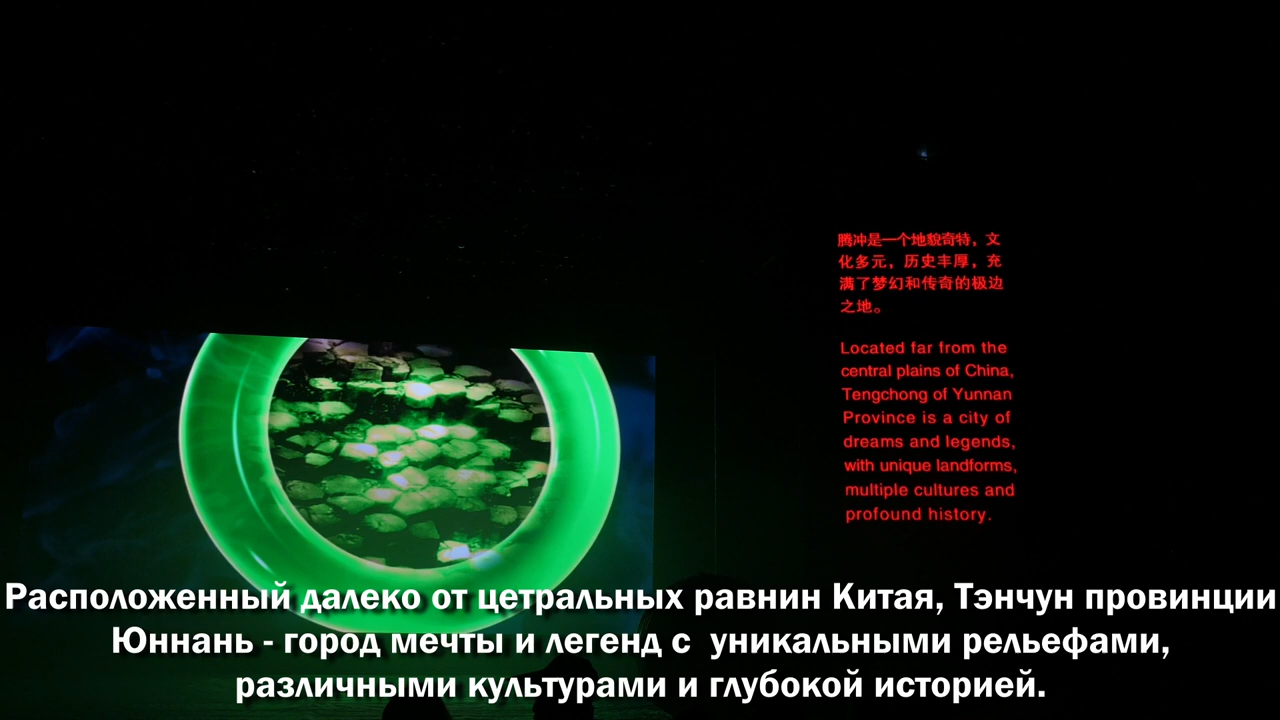 腾冲是一个地貌奇特，文
化多元，历史丰厚，充
满了梦幻和传奇的极边
之地。
Located far from the
central plains of China,
Tengchong of Yunnan
Province is a city of
dreams and legends,
with unique landforms,
multiple cultures and
profound history.
Расположенный далеко от цетральных равнин Китая, Тэнчун провинции
Юннань - город мечты и легенд с  уникальными рельефами,
различными культурами и глубокой историей.